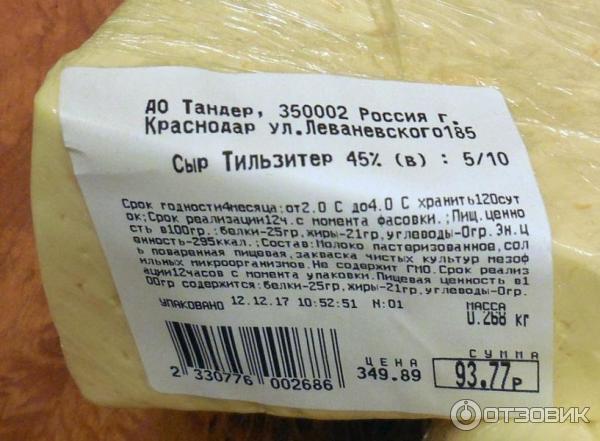 АО Тандер, 350002 Россия г.
Краснодар ул.Леваневского185
Сыр Тильзитер 45% (в) : 5/10
Срок годности4месяца:от2.0 С до4.0 С хранить120сут
ок;Срок реализации12ч.с момента фасовки.;Пищ.ценно
сть в100гр.:белки-25гр,жиры-21гр,углеводы-0гр.Эн.ц
енность-295ккал.;Состав:Молоко пастеризованное,сол
ь поваренная пищевая,закваска чистых культур мезоф
ильных микроорганизмов.Не содержит ГМО.Срок реализ
ации12часов с момента упаковки.Пищевая ценность в1
00гр содержится:белки-25гр,жиры-21гр,углеводы-0гр.
УПАКОВАНО 12.12.17 10:52:51 N:01
МАССА
0.268 кг
ЦЕНА
349.89
СУММА
93.77р
2 330776 002686
ОТЗОВИК